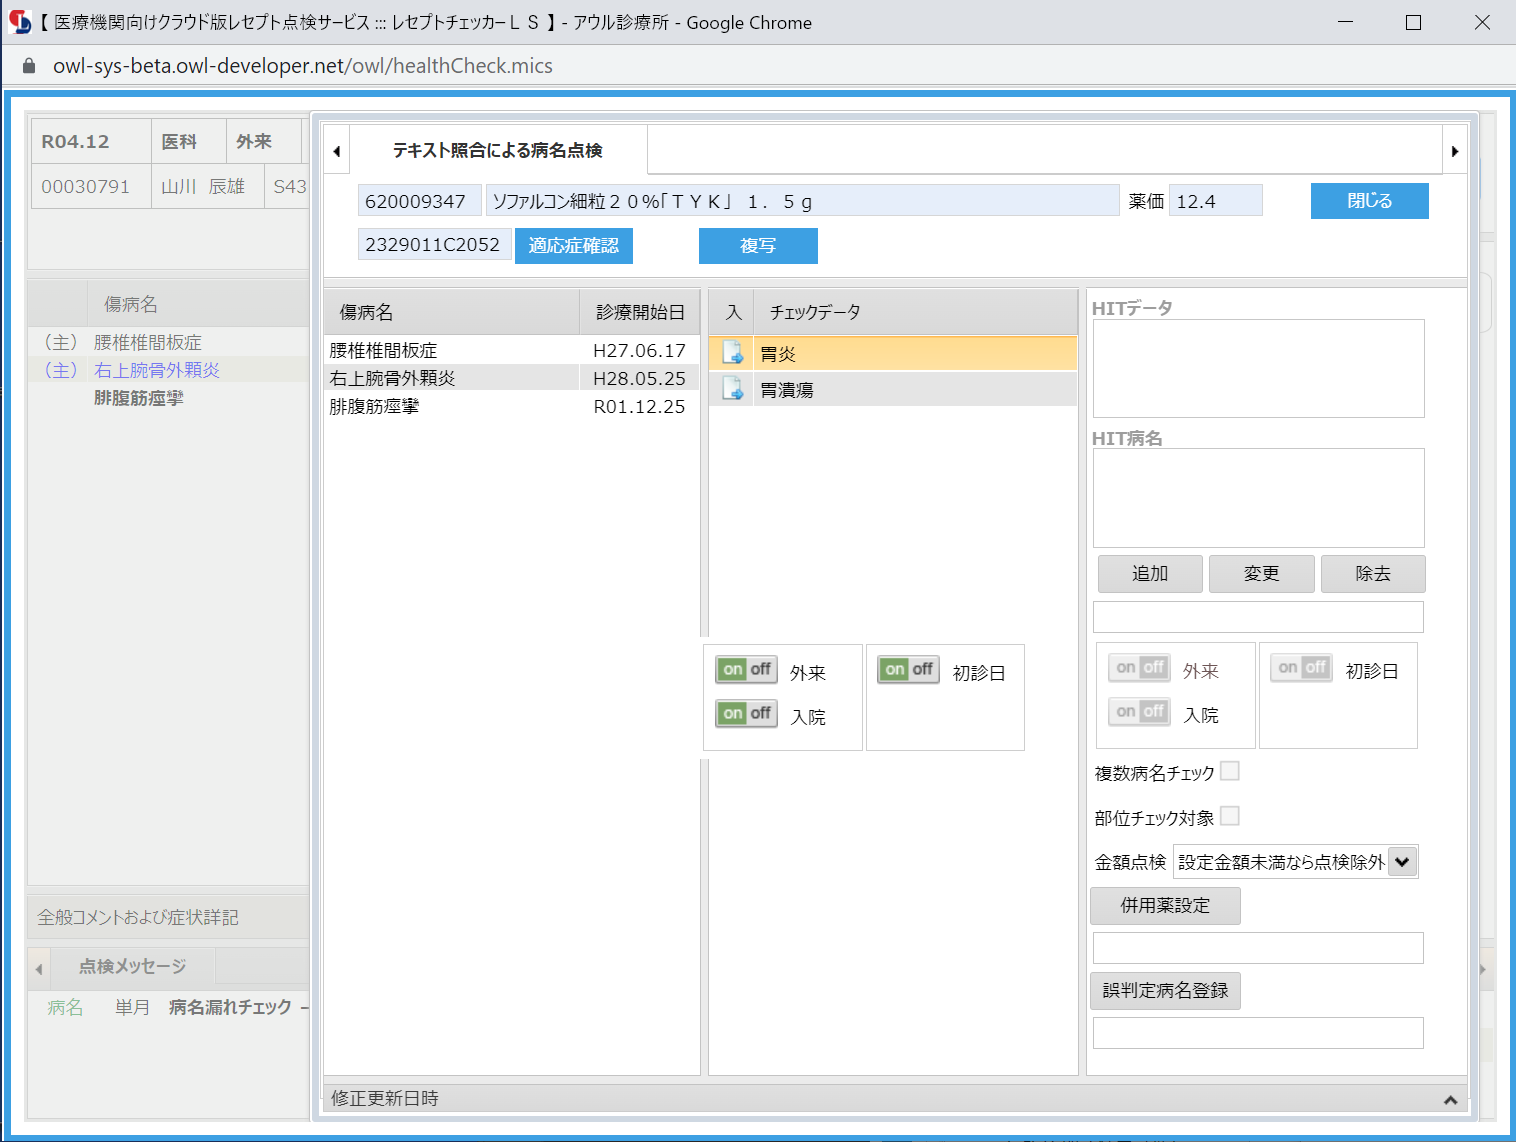 【 医療機関向けクラウド版レセプト点検サービス ::: レセプトチェッカーＬＳ 】 - アウル診療所 - Google Chrome
owl-sys-beta.owl-developer.net/owl/healthCheck.mics
R04.12 医科 外来
00030791 山川 辰雄 S43
傷病名
（主） 腰椎椎間板症
（主） 右上腕骨外顆炎
腓腹筋痙攣
全般コメントおよび症状詳記
点検メッセージ
病名 単月 病名漏れチェック －
テキスト照合による病名点検
620009347 ソファルコン細粒２０％「ＴＹＫ」 １．５ｇ 薬価 12.4 閉じる
2329011C2052 適応症確認 複写
傷病名 診療開始日
腰椎椎間板症 H27.06.17
右上腕骨外顆炎 H28.05.25
腓腹筋痙攣 R01.12.25
入 チェックデータ
胃炎
胃潰瘍
on off 外来 on off 初診日
on off 入院
HITデータ
HIT病名
追加 変更 除去
on off 外来 on off 初診日
on off 入院
複数病名チェック
部位チェック対象
金額点検 設定金額未満なら点検除外
併用薬設定
誤判定病名登録
修正更新日時